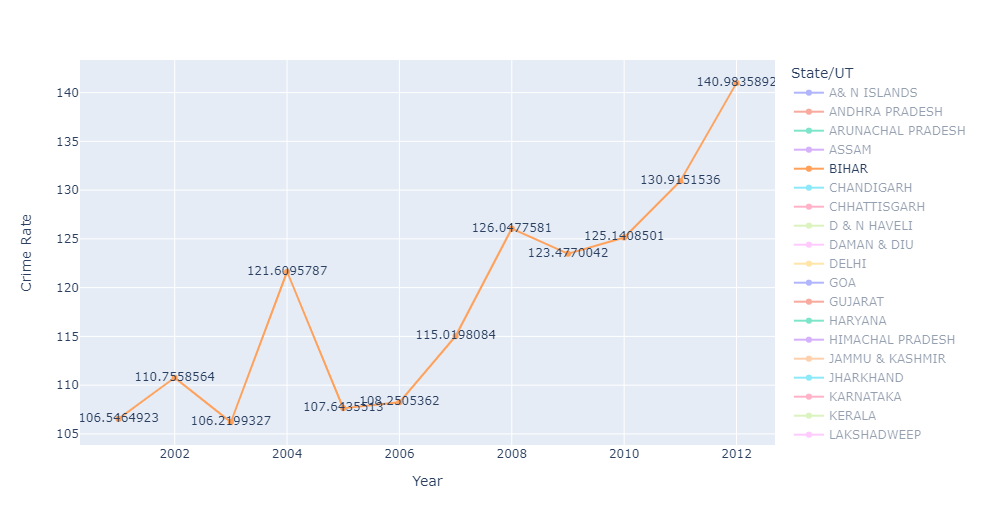 State/UT
A& N ISLANDS
ANDHRA PRADESH
ARUNACHAL PRADESH
ASSAM
BIHAR
CHANDIGARH
CHHATTISGARH
D & N HAVELI
DAMAN & DIU
DELHI
GOA
GUJARAT
HARYANA
HIMACHAL PRADESH
JAMMU & KASHMIR
JHARKHAND
KARNATAKA
KERALA
LAKSHADWEEP
Crime Rate
140
135
130
125
120
115
110
105
106.5464923
110.7558564
106.2199327
121.6095787
107.6435513
108.2505362
115.0198084
126.0477581
123.4770042
125.1408501
130.9151536
140.9835892
2002
2004
2006
2008
2010
2012
Year